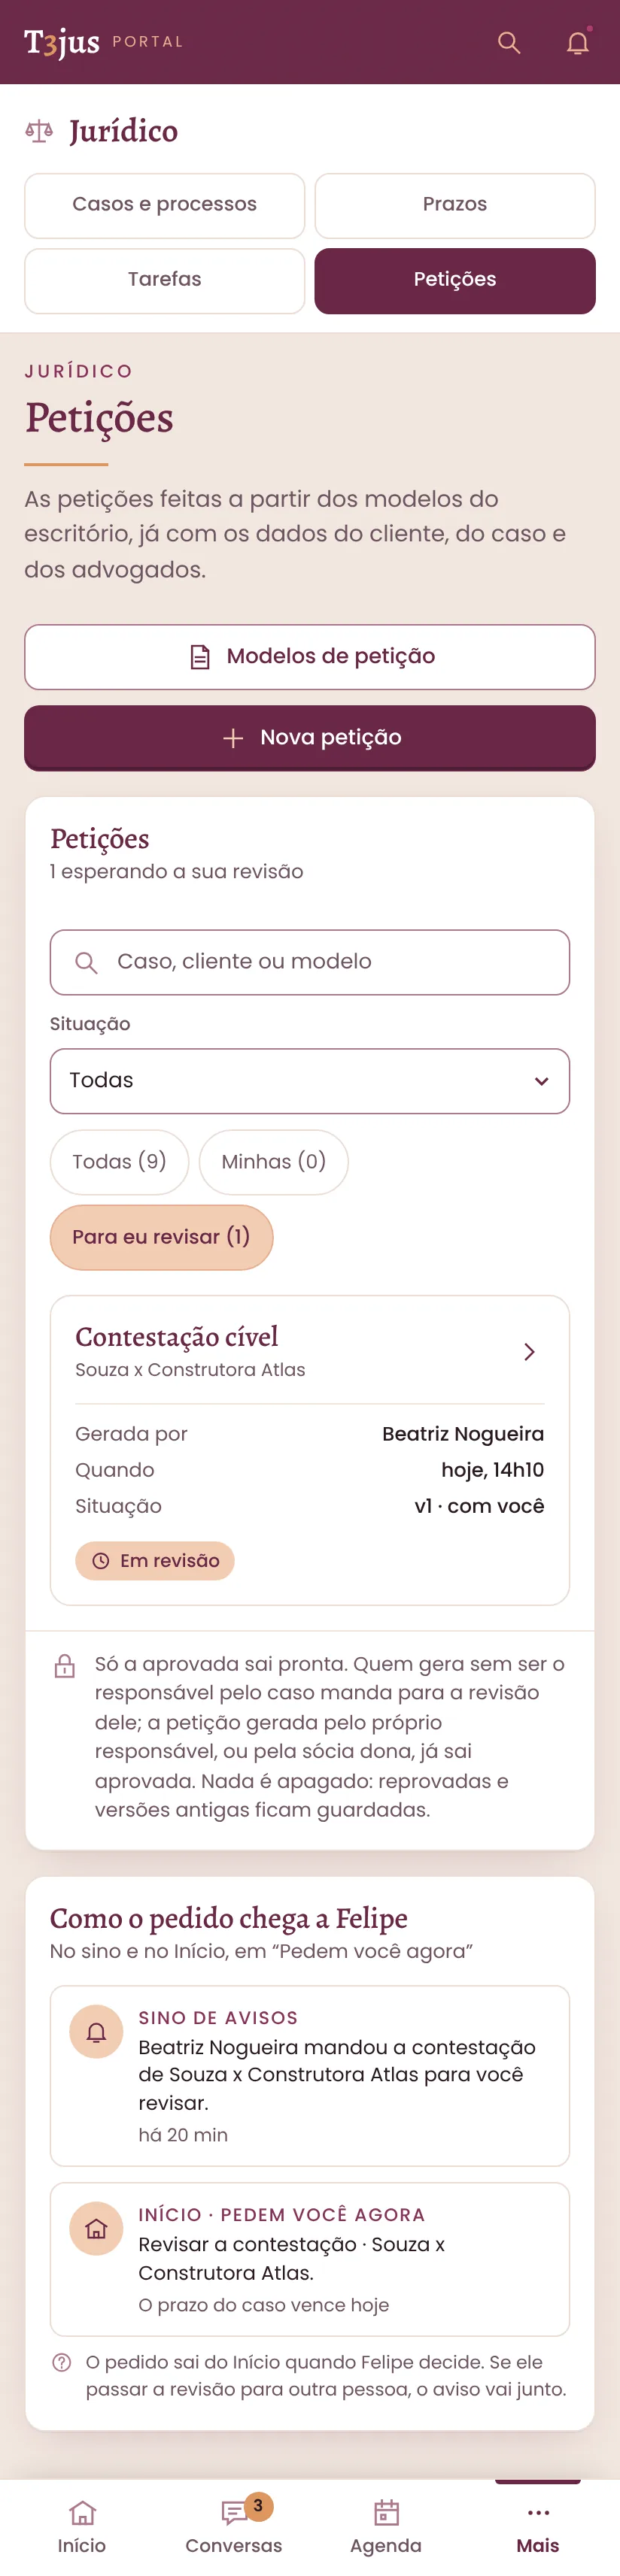 T3jus PORTAL
Jurídico
Casos e processos
Prazos
Tarefas
Petições
JURÍDICO
Petições
As petições feitas a partir dos modelos do
escritório, já com os dados do cliente, do caso e
dos advogados.
Modelos de petição
Nova petição
Petições
1 esperando a sua revisão
Caso, cliente ou modelo
Situação
Todas
Todas (9)
Minhas (0)
Para eu revisar (1)
Contestação cível
Souza x Construtora Atlas
Gerada por Beatriz Nogueira
Quando hoje, 14h10
Situação v1 · com você
Em revisão
Só a aprovada sai pronta. Quem gera sem ser o
responsável pelo caso manda para a revisão
dele; a petição gerada pelo próprio
responsável, ou pela sócia dona, já sai
aprovada. Nada é apagado: reprovadas e
versões antigas ficam guardadas.
Como o pedido chega a Felipe
No sino e no Início, em “Pedem você agora”
SINO DE AVISOS
Beatriz Nogueira mandou a contestação
de Souza x Construtora Atlas para você
revisar.
há 20 min
INÍCIO · PEDEM VOCÊ AGORA
Revisar a contestação · Souza x
Construtora Atlas.
O prazo do caso vence hoje
O pedido sai do Início quando Felipe decide. Se ele
passar a revisão para outra pessoa, o aviso vai junto.
3
Início
Conversas
Agenda
Mais